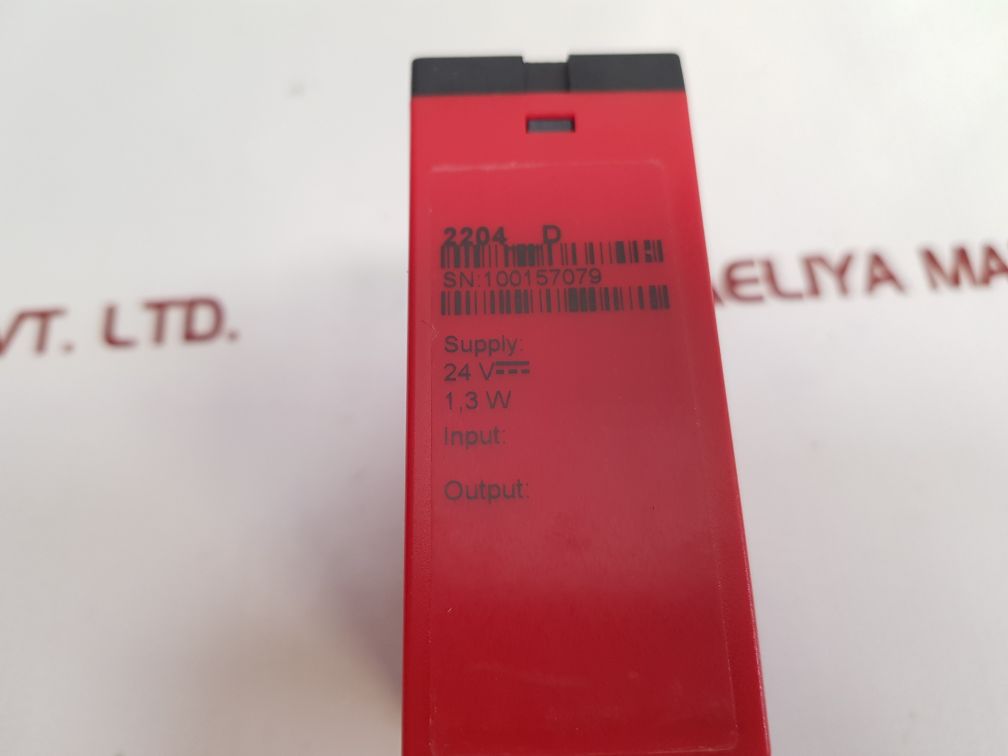 2204 D
SN:100157079
Supply:
24 V
1,3 W
Input:
Output:
VT. LTD.
AELIYA MA